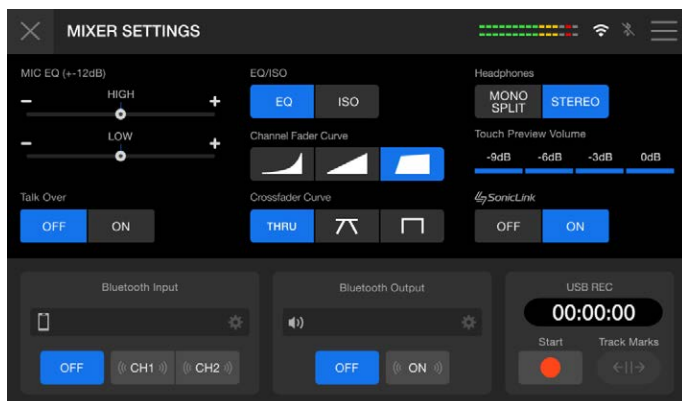 MIXER SETTINGS
MIC EQ (+-12dB)
HIGH
- +
LOW
- +
Talk Over
OFF ON
EQ/ISO
EQ ISO
Channel Fader Curve
Crossfader Curve
THRU
Headphones
MONO SPLIT STEREO
Touch Preview Volume
-9dB -6dB -3dB 0dB
SonicLink
OFF ON
Bluetooth Input
OFF CH1 CH2
Bluetooth Output
OFF ON
USB REC
00:00:00
Start Track Marks